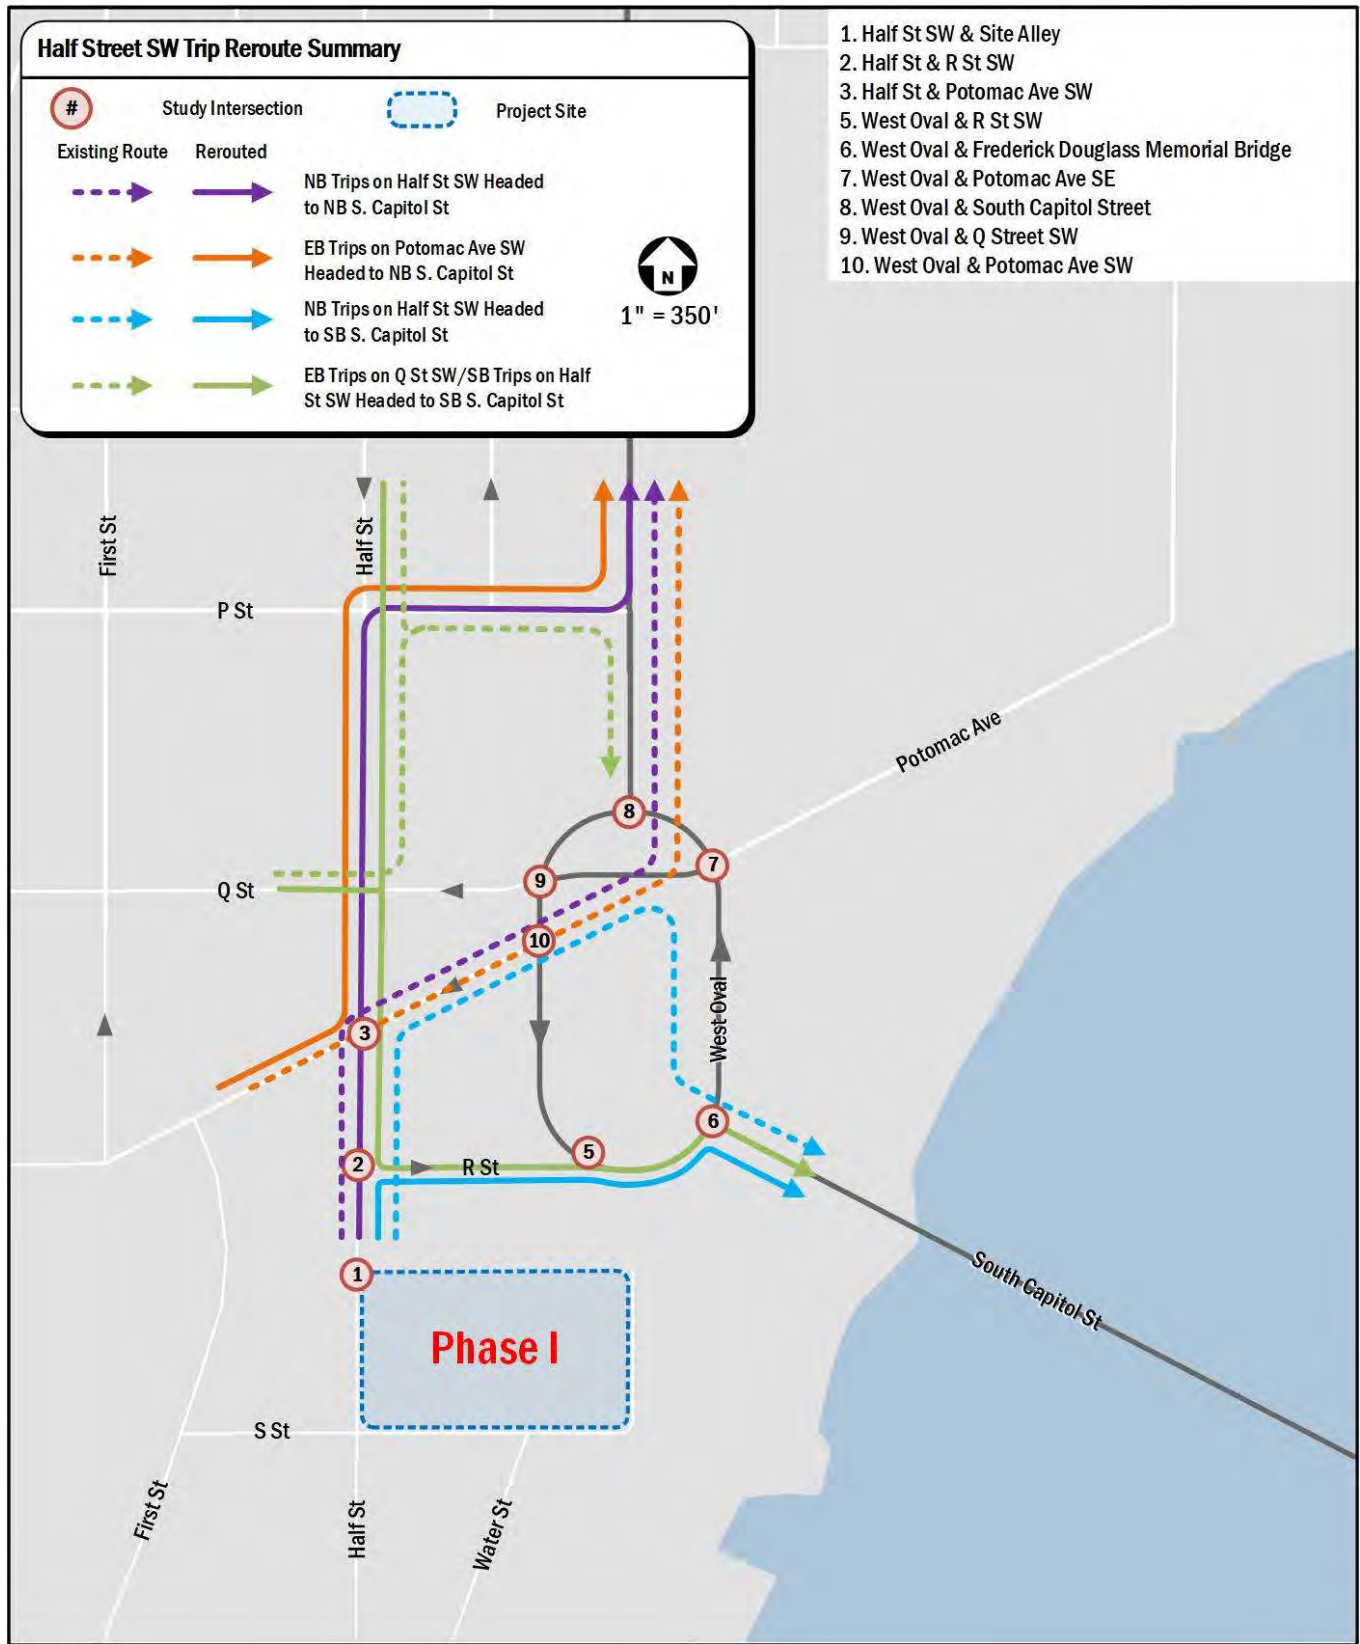 Half Street SW Trip Reroute Summary
#
Study Intersection
Project Site
Existing Route
Rerouted
NB Trips on Half St SW Headed
to NB S. Capitol St
EB Trips on Potomac Ave SW
Headed to NB S. Capitol St
NB Trips on Half St SW Headed
to SB S. Capitol St
EB Trips on Q St SW/SB Trips on Half
St SW Headed to SB S. Capitol St
N
1" = 350'
1. Half St SW & Site Alley
2. Half St & R St SW
3. Half St & Potomac Ave SW
5. West Oval & R St SW
6. West Oval & Frederick Douglass Memorial Bridge
7. West Oval & Potomac Ave SE
8. West Oval & South Capitol Street
9. West Oval & Q Street SW
10. West Oval & Potomac Ave SW
First St
Half St
P St
Potomac Ave
8
7
9
Q St
10
West Oval
3
6
5
2
R St
1
South Capitol St
Phase I
S St
First St
Half St
Water St